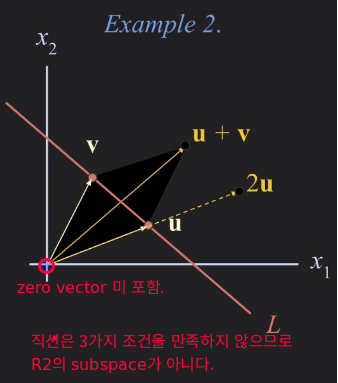 Example 2.
x2
v
u + v
2u
u
x1
zero vector 미 포함.
L
직선은 3가지 조건을 만족하지 않으므로
R2의 subspace가 아니다.